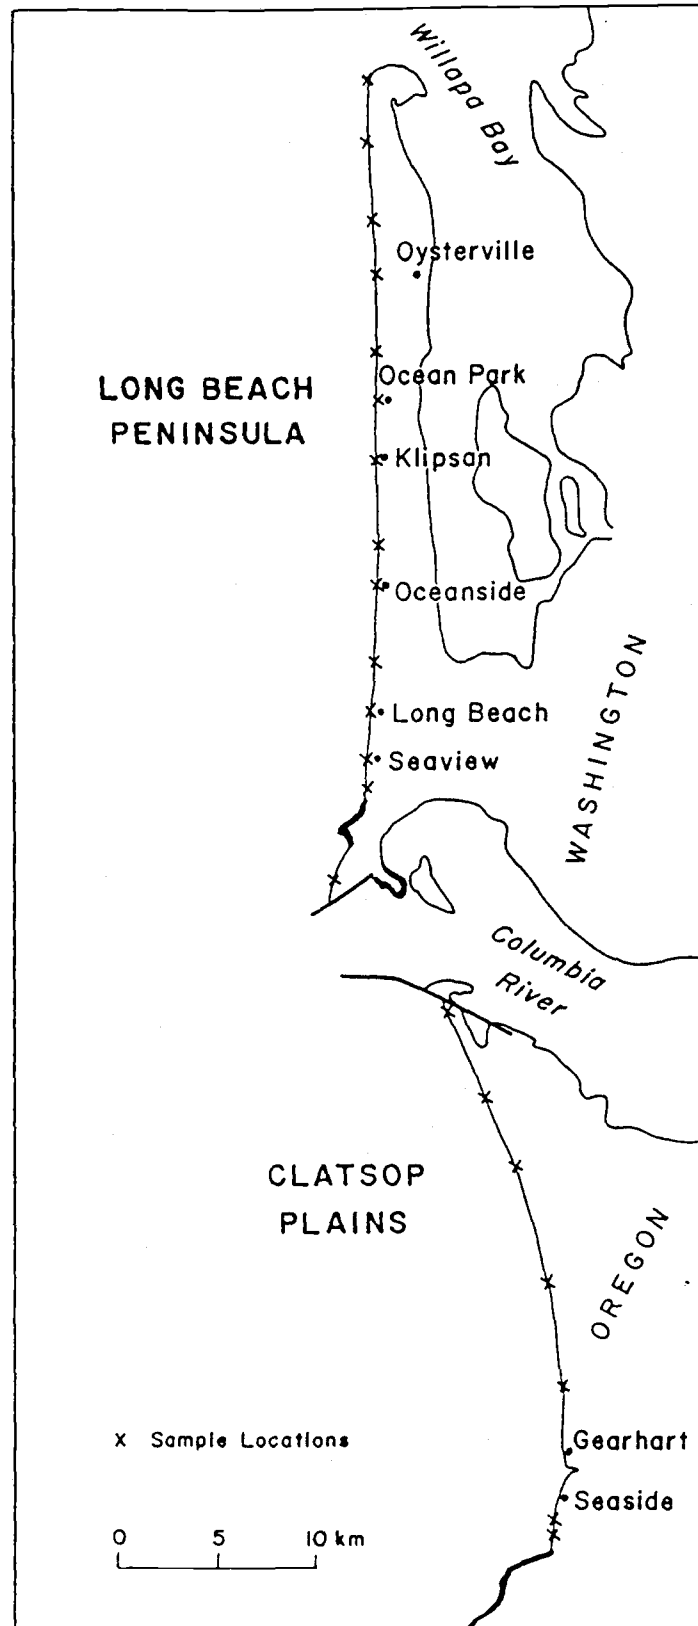 Willapa Bay
Oysterville
Ocean Park
LONG BEACH
PENINSULA
Klipsan
Oceanside
WASHINGTON
Long Beach
Seaview
Columbia
River
CLATSOP
PLAINS
OREGON
x Sample Locations
Gearhart
Seaside
0 5 10 km